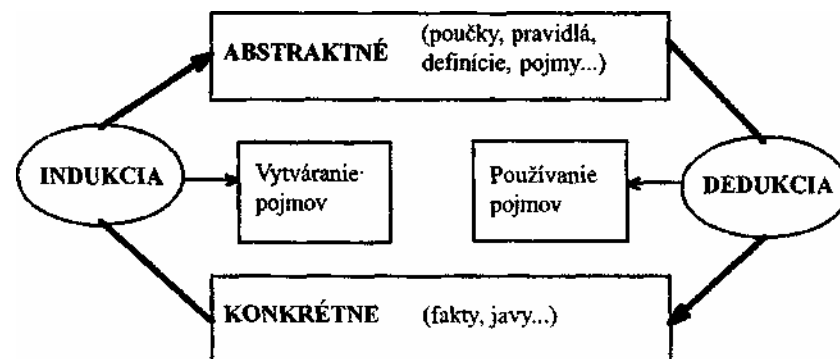 ABSTRAKTNÉ (poučky, pravidlá,
definície, pojmy...)
INDUKCIA
Vytváranie
pojmov
Používanie
pojmov
DEDUKCIA
KONKRÉTNE (fakty, javy...)